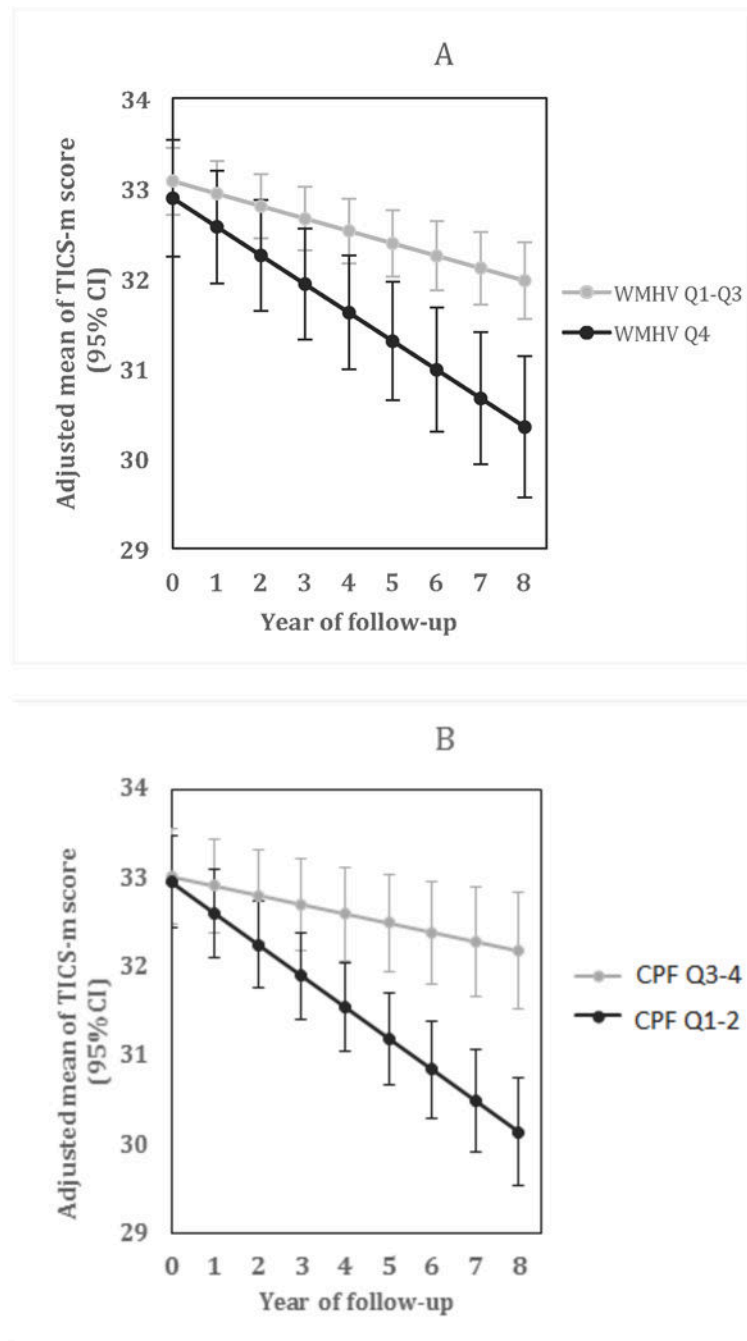 A
Adjusted mean of TICS-m score
(95% CI)
34
33
32
31
30
29
0 1 2 3 4 5 6 7 8
Year of follow-up
WMHV Q1-Q3
WMHV Q4
B
Adjusted mean of TICS-m score
(95% CI)
34
33
32
31
30
29
0 1 2 3 4 5 6 7 8
Year of follow-up
CPF Q3-4
CPF Q1-2